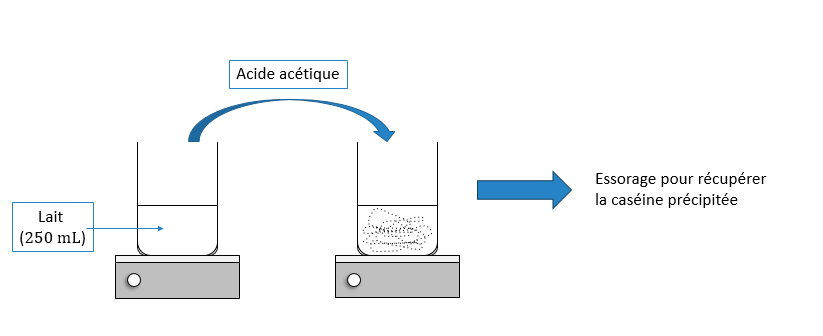 Acide acétique
Lait
(250 mL)
Essorage pour récupérer
la caséine précipitée